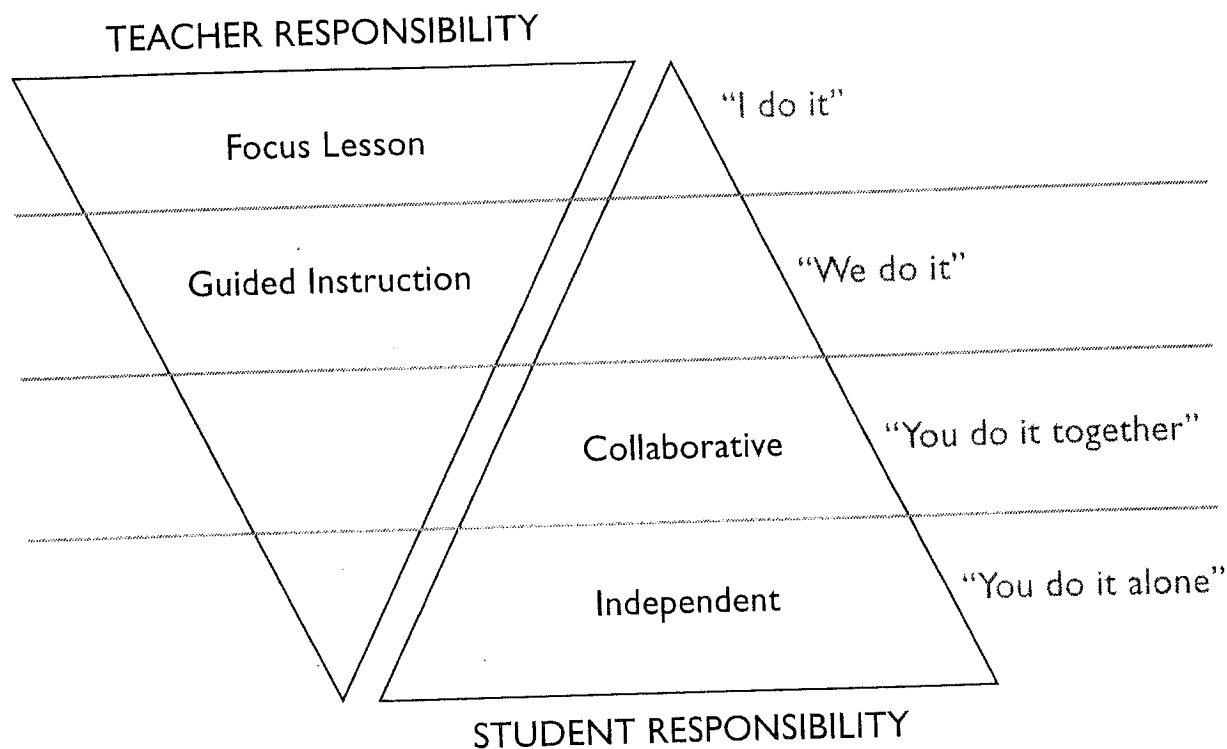 TEACHER RESPONSIBILITY
Focus Lesson
“I do it”
Guided Instruction
“We do it”
Collaborative
“You do it together”
Independent
“You do it alone”
STUDENT RESPONSIBILITY